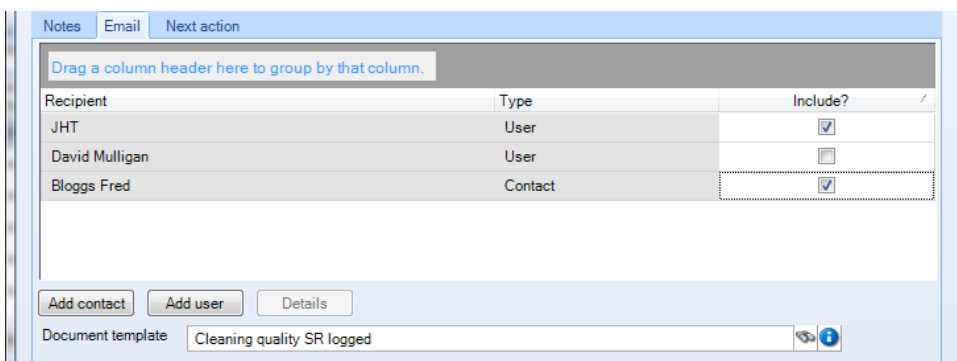 Notes Email Next action
Drag a column header here to group by that column.
Recipient Type Include?
JHT User
David Mulligan User
Bloggs Fred Contact
Add contact Add user Details
Document template Cleaning quality SR logged